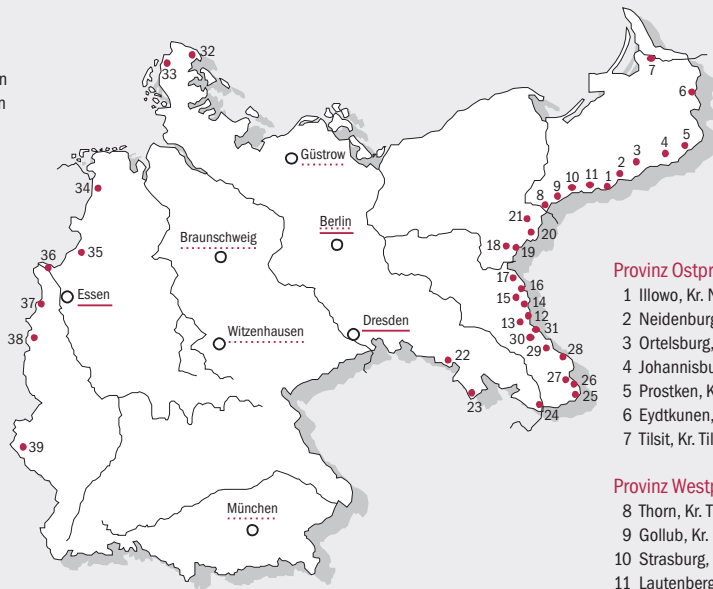 n
n
32
33
7
6
5
4
3
2
1
11
10
9
8
Güstrow
34
21
20
18
19
Berlin
Braunschweig
36
35
17
16
15
14
12
13
31
30
29
28
Essen
37
38
Witzenhausen
Dresden
22
23
27
26
25
24
39
München
Provinz Ostpr
1 Illowo, Kr. N
2 Neidenburg
3 Ortelsburg,
4 Johannisbu
5 Prostken, K
6 Eydtkunen,
7 Tilsit, Kr. Til
Provinz Westp
8 Thorn, Kr. T
9 Gollub, Kr.
10 Strasburg,
11 Lautenberg